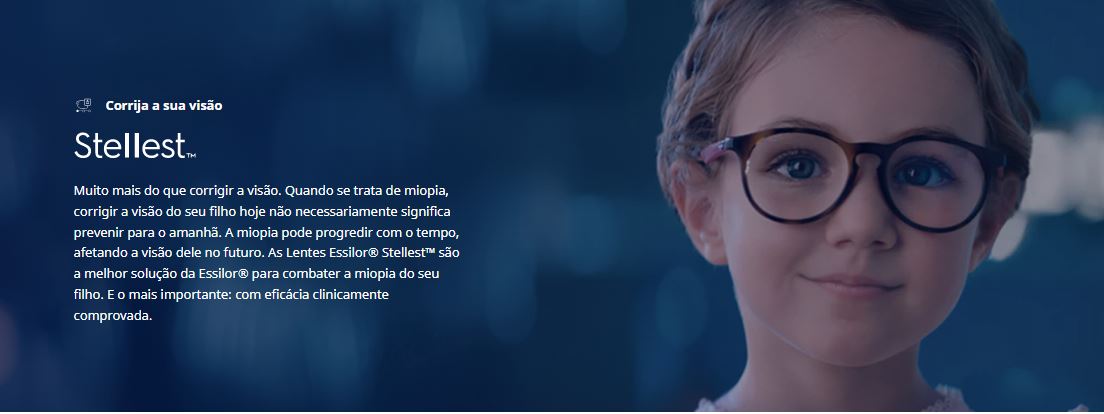 Corrija a sua visão
Stellest™
Muito mais do que corrigir a visão. Quando se trata de miopia,
corrigir a visão do seu filho hoje não necessariamente significa
prevenir para o amanhã. A miopia pode progredir com o tempo,
afetando a visão dele no futuro. As Lentes Essilor® Stellest™ são
a melhor solução da Essilor® para combater a miopia do seu
filho. E o mais importante: com eficácia clinicamente
comprovada.